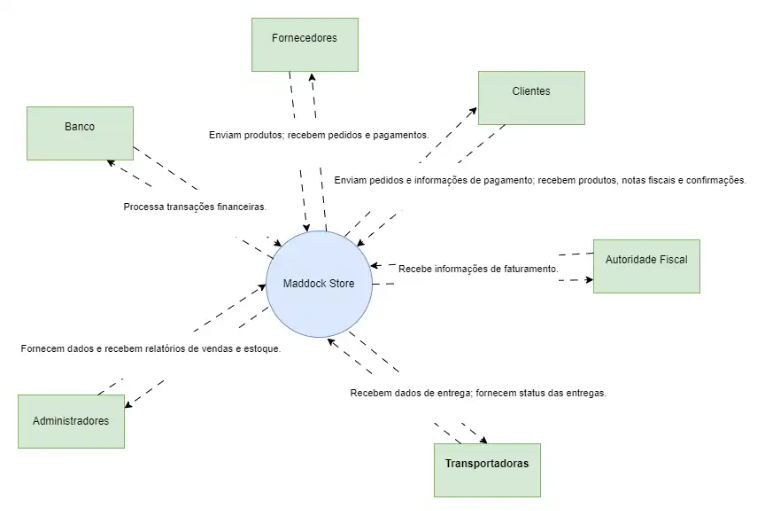 Fornecedores
Clientes
Banco
Enviam produtos; recebem pedidos e pagamentos.
Enviam pedidos e informações de pagamento; recebem produtos, notas fiscais e confirmações.
Processa transações financeiras.
Autoridade Fiscal
Recebe informações de faturamento.
Maddock Store
Fornecem dados e recebem relatórios de vendas e estoque.
Recebem dados de entrega; fornecem status das entregas.
Administradores
Transportadoras